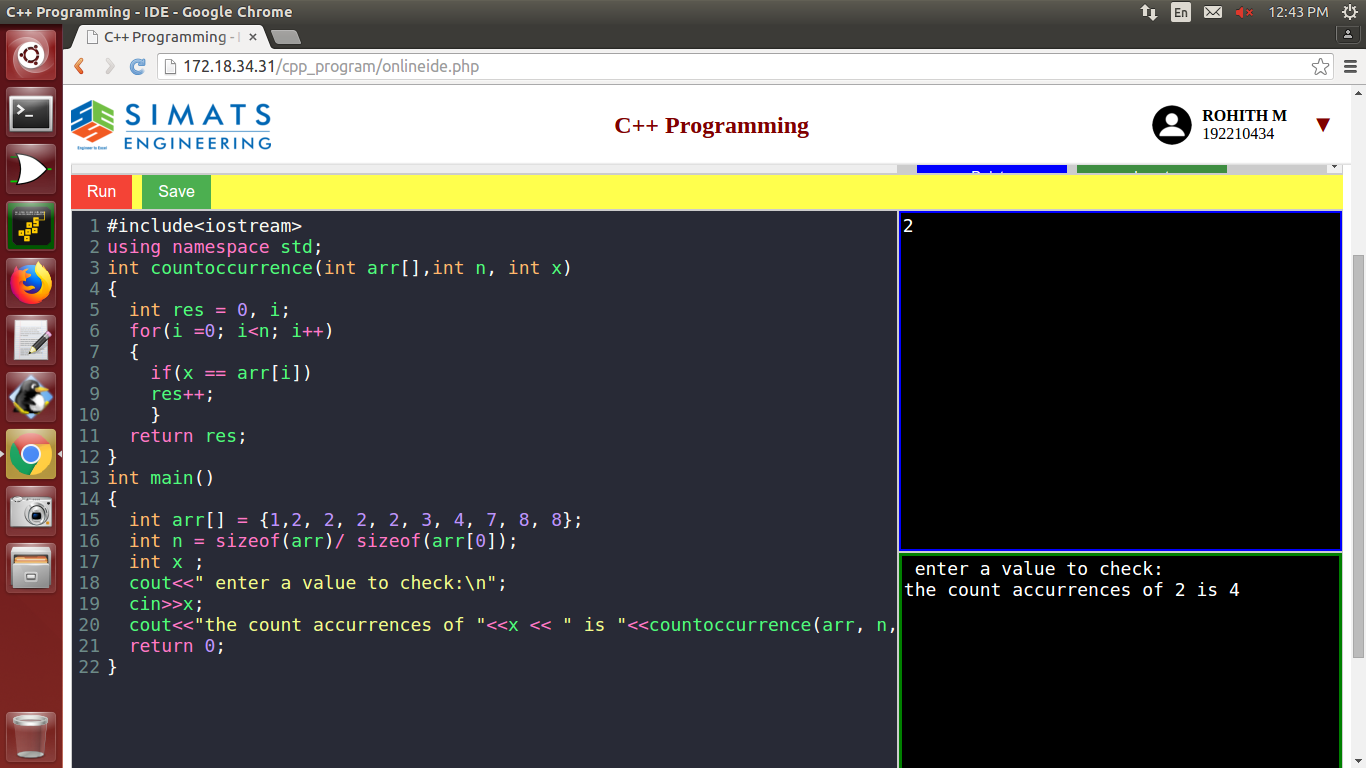 C++ Programming - IDE - Google Chrome
En
12:43 PM
C++ Programming -
172.18.34.31/cpp_program/onlineide.php
SIMATS
ENGINEERING
Engineer to Excel
C++ Programming
ROHITH M
192210434
Run
Save
1 #include<iostream>
2 using namespace std;
3 int countoccurrence(int arr[],int n, int x)
4 {
5   int res = 0, i;
6   for(i =0; i<n; i++)
7   {
8     if(x == arr[i])
9     res++;
10     }
11   return res;
12 }
13 int main()
14 {
15   int arr[] = {1,2, 2, 2, 2, 3, 4, 7, 8, 8};
16   int n = sizeof(arr)/ sizeof(arr[0]);
17   int x ;
18   cout<<" enter a value to check:\n";
19   cin>>x;
20   cout<<"the count accurrences of "<<x << " is "<<countoccurrence(arr, n,
21   return 0;
22 }
2
enter a value to check:
the count accurrences of 2 is 4